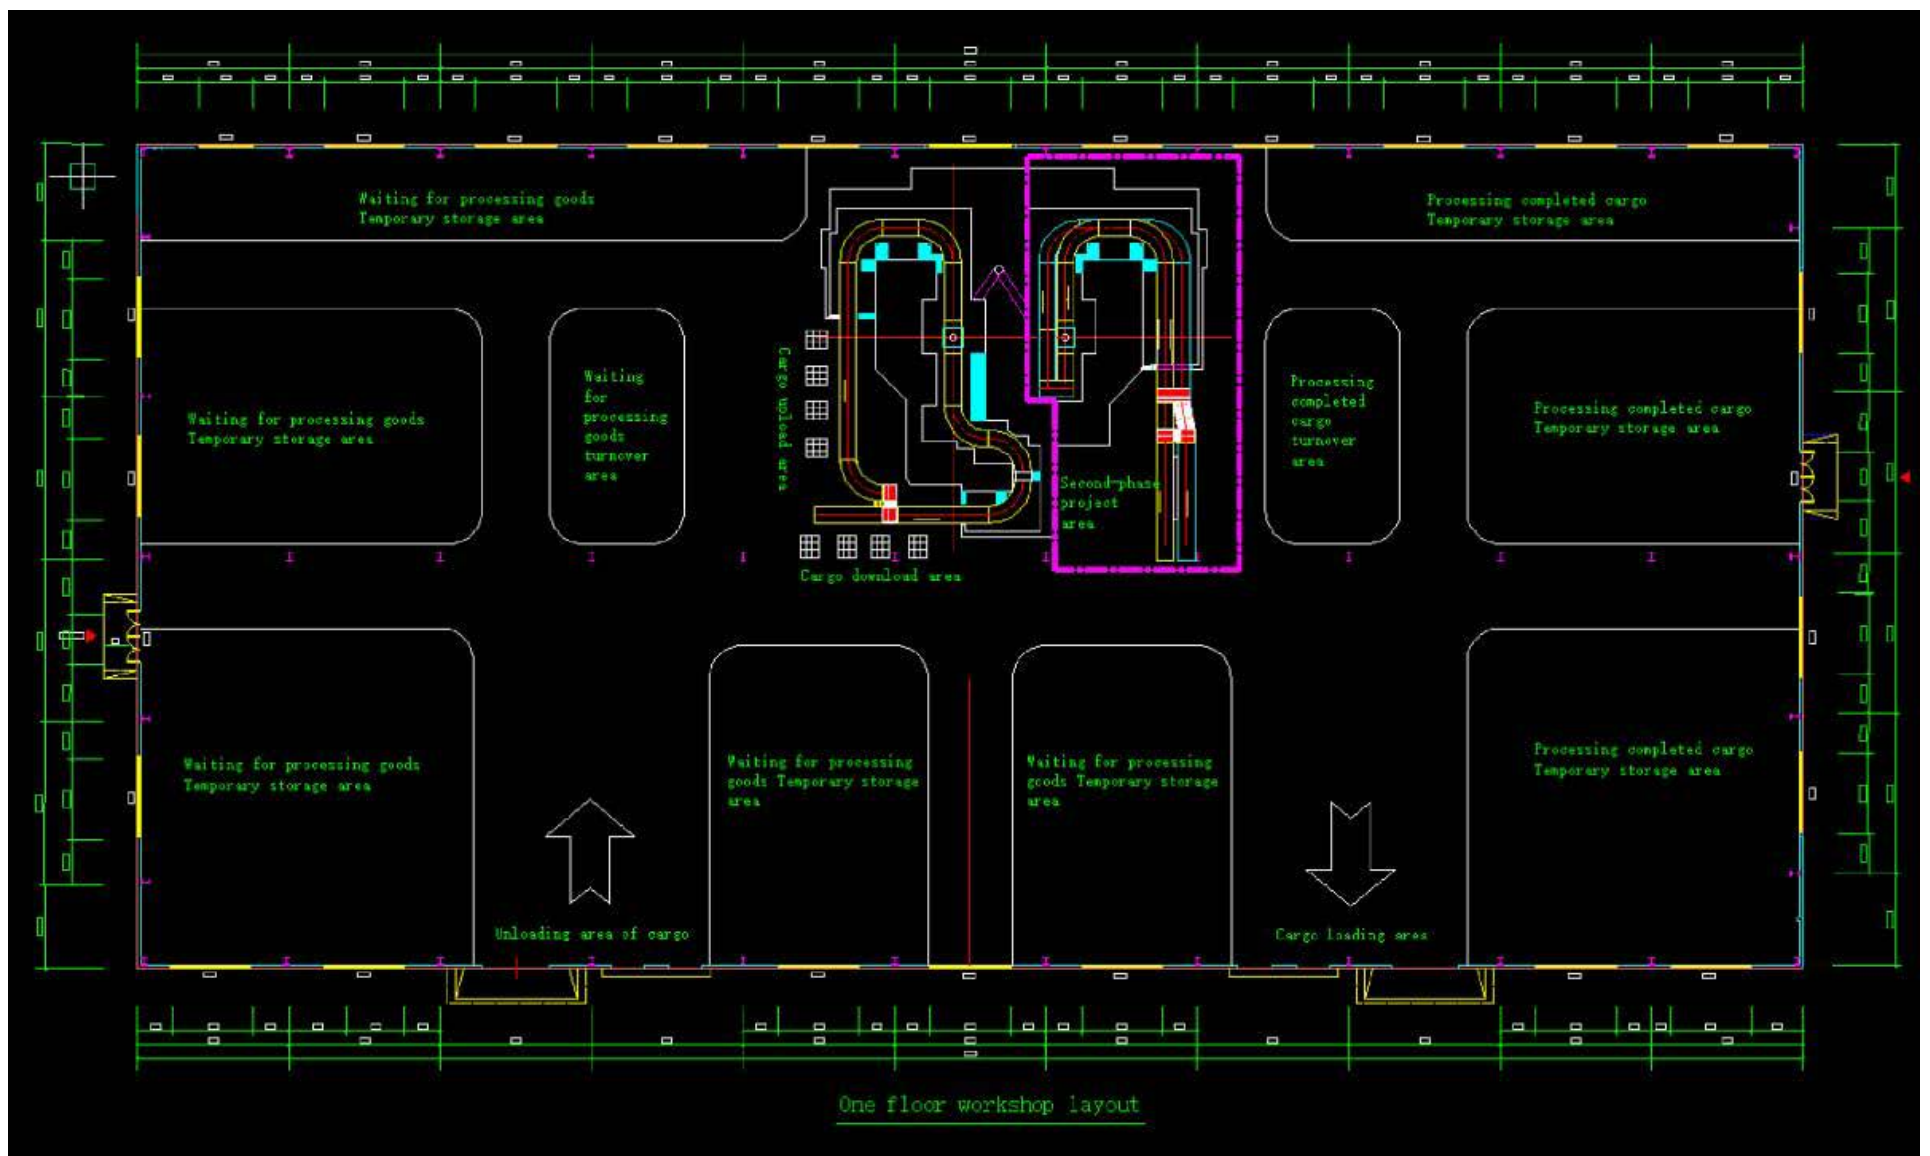 Waiting for processing goods
Temporary storage area
Processing completed cargo
Temporary storage area
Waiting for processing goods
Temporary storage area
Waiting
for
processing
goods
turnover
area
Cargo upload area
Processing
completed
cargo
turnover
area
Processing completed cargo
Temporary storage area
Second-phase
project
area
Cargo download area
Waiting for processing goods
Temporary storage area
Waiting for processing
goods Temporary storage
area
Waiting for processing
goods Temporary storage
area
Processing completed cargo
Temporary storage area
Unloading area of cargo
Cargo loading area
One floor workshop layout